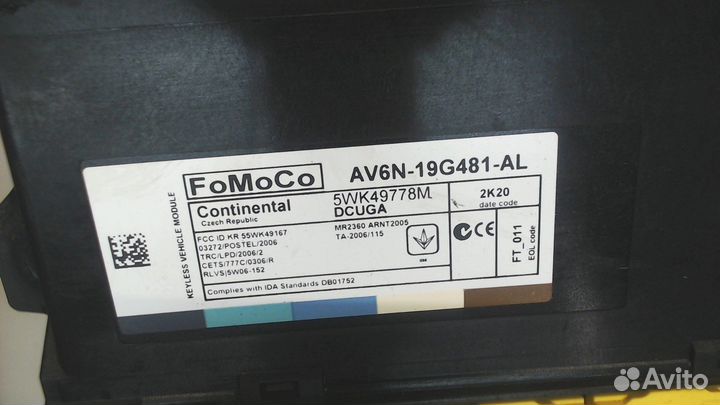 KEYLESS VEHICLE MODULE
FoMoCo
AV6N-19G481-AL
Continental
Czech Republic
5WK49778M
DCUGA
2K20
date code
FCC ID KR 55WK49167
03272/POSTEL/2006
TRC/LPD/2006/2
CETS/777C/0306/R
RLVS|5W06-152
MR2360 ARNT2005
TA-2006/115
CE
FT_011
EOL code
Complies with IDA Standards DB01752
Avito